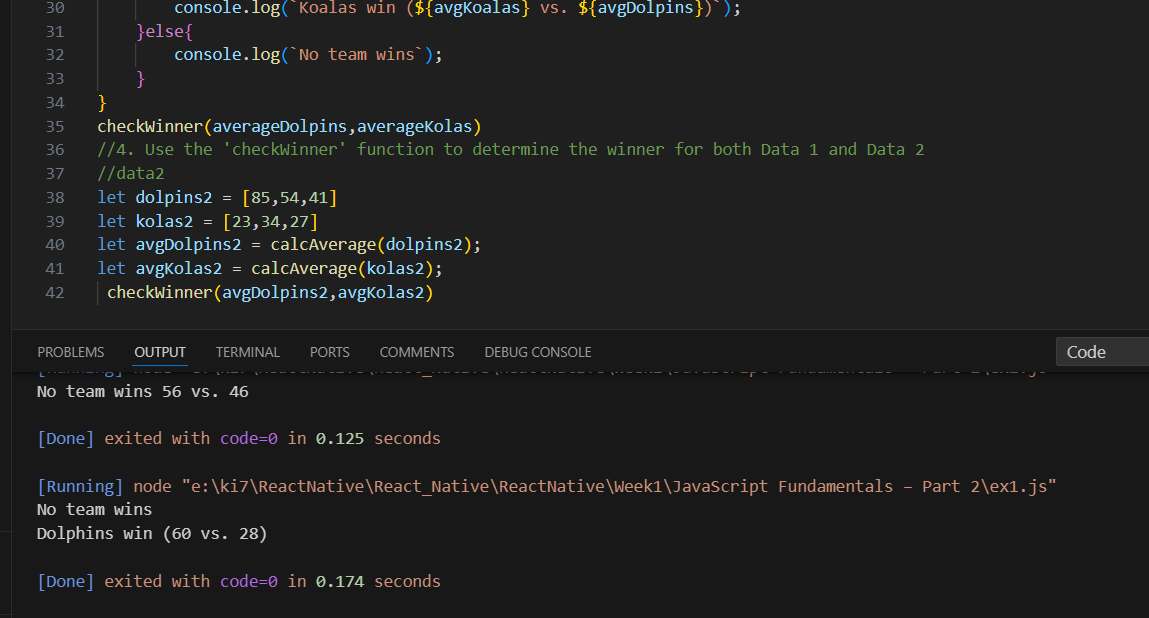 30 console.log(`Koalas win (${avgKoalas} vs. ${avgDolpins})`);
31 }else{
32 console.log(`No team wins`);
33 }
34 }
35 checkWinner(averageDolpins,averageKolas)
36 //4. Use the 'checkWinner' function to determine the winner for both Data 1 and Data 2
37 //data2
38 let dolpins2 = [85,54,41]
39 let kolas2 = [23,34,27]
40 let avgDolpins2 = calcAverage(dolpins2);
41 let avgKolas2 = calcAverage(kolas2);
42 checkWinner(avgDolpins2,avgKolas2)
PROBLEMS OUTPUT TERMINAL PORTS COMMENTS DEBUG CONSOLE Code
No team wins 56 vs. 46
[Done] exited with code=0 in 0.125 seconds
[Running] node "e:\ki7\ReactNative\React_Native\ReactNative\Week1\JavaScript Fundamentals – Part 2\ex1.js"
No team wins
Dolphins win (60 vs. 28)
[Done] exited with code=0 in 0.174 seconds